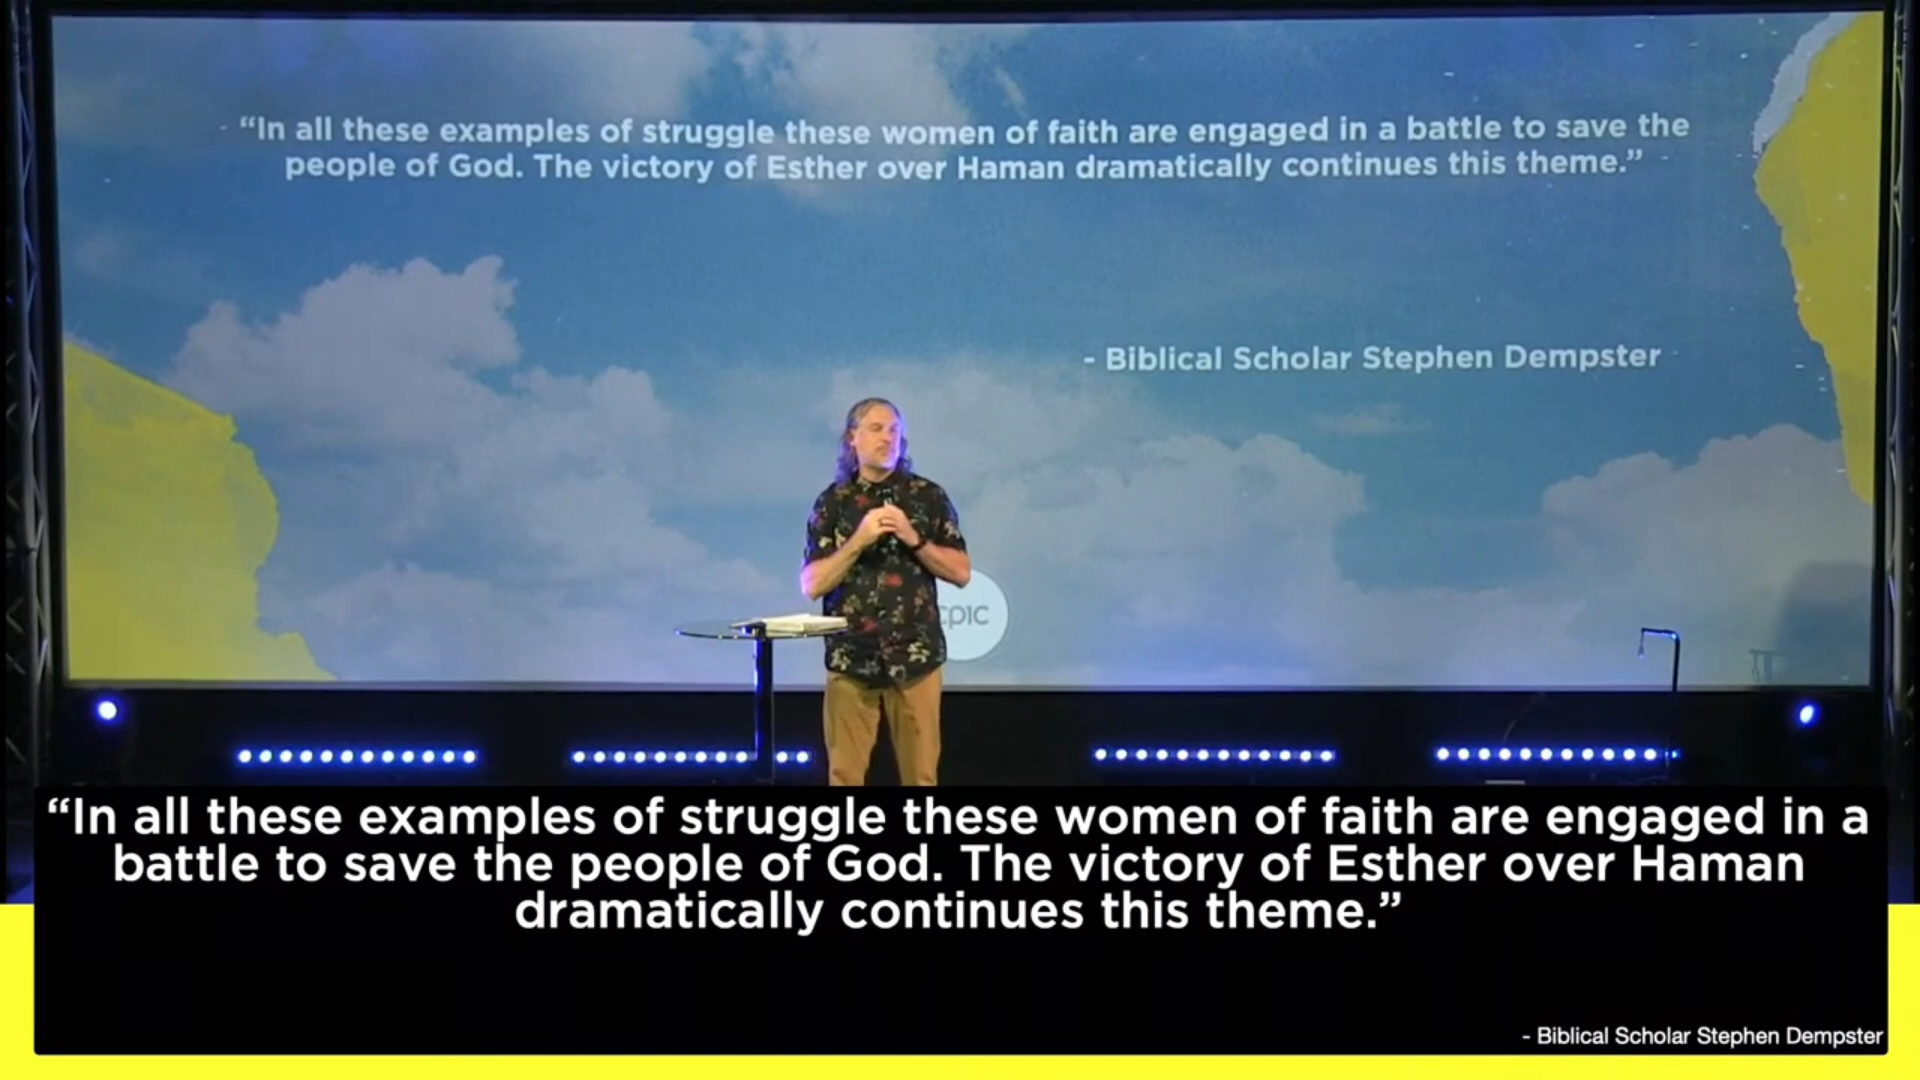 “In all these examples of struggle these women of faith are engaged in a battle to save the
people of God. The victory of Esther over Haman dramatically continues this theme.”
- Biblical Scholar Stephen Dempster
epic
“In all these examples of struggle these women of faith are engaged in a
battle to save the people of God. The victory of Esther over Haman
dramatically continues this theme.”
- Biblical Scholar Stephen Dempster